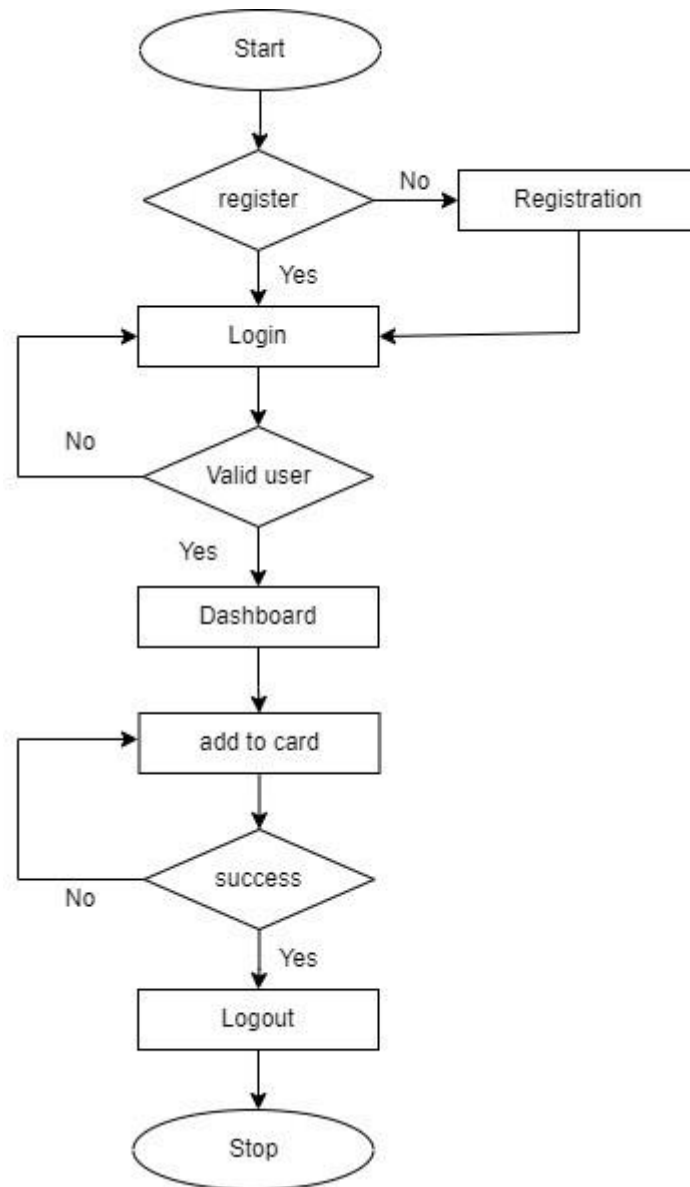 Start
register
No
Registration
Yes
Login
No
Valid user
Yes
Dashboard
add to card
success
No
Yes
Logout
Stop